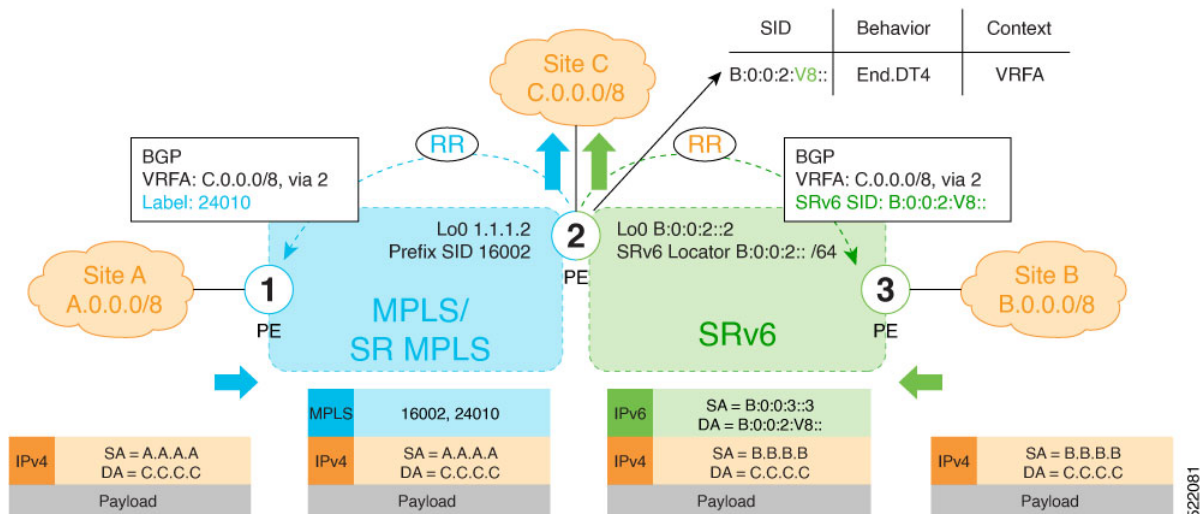 SID Behavior Context
B:0:0:2:V8:: End.DT4 VRFA
Site C
C.0.0.0/8
RR
RR
BGP
VRFA: C.0.0.0/8, via 2
Label: 24010
BGP
VRFA: C.0.0.0/8, via 2
SRv6 SID: B:0:0:2:V8::
Lo0 1.1.1.2
Prefix SID 16002
2
PE
Lo0 B:0:0:2::2
SRv6 Locator B:0:0:2:: /64
Site A
A.0.0.0/8
1
PE
MPLS/
SR MPLS
SRv6
3
PE
Site B
B.0.0.0/8
IPv4
SA = A.A.A.A
DA = C.C.C.C
Payload
MPLS
16002, 24010
IPv4
SA = A.A.A.A
DA = C.C.C.C
Payload
IPv6
SA = B:0:0:3::3
DA = B:0:0:2:V8::
IPv4
SA = B.B.B.B
DA = C.C.C.C
Payload
IPv4
SA = B.B.B.B
DA = C.C.C.C
Payload
522081